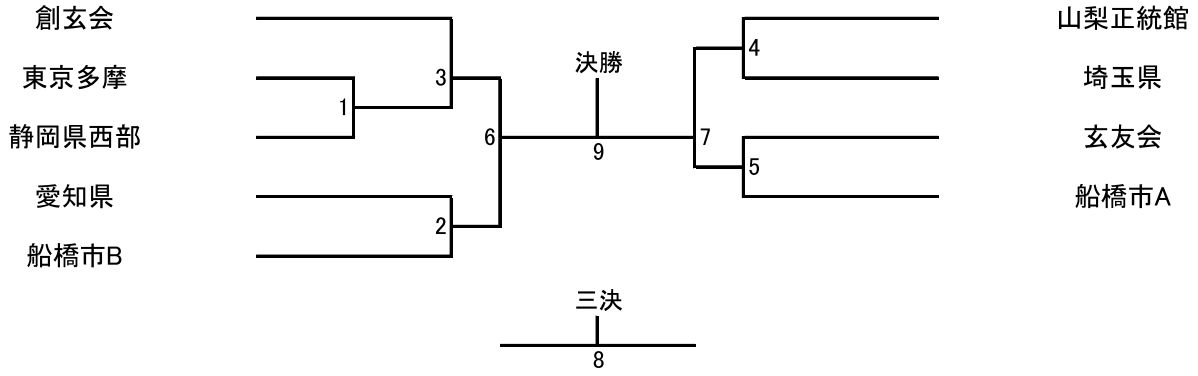 創玄会
東京多摩
静岡県西部
愛知県
船橋市B
1
3
2
6
決勝
9
7
4
5
山梨正統館
埼玉県
玄友会
船橋市A
三決
8